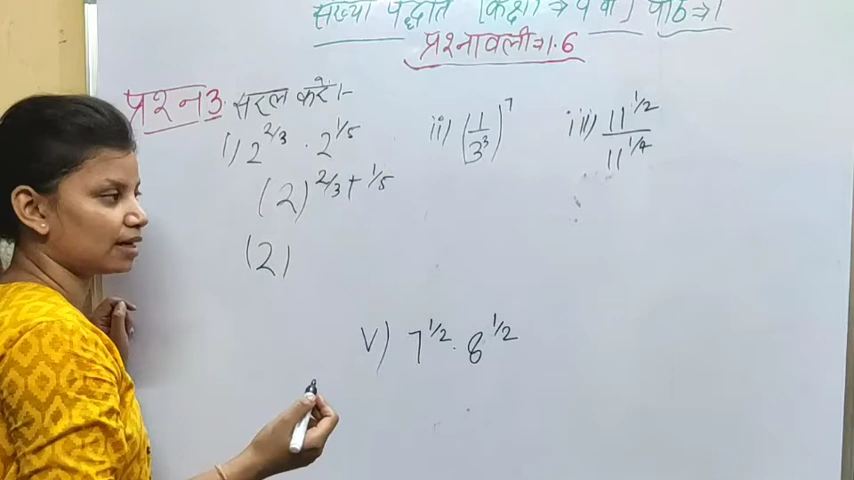 संख्या पद्धति [कक्षा → 9 वीं] पाठ → 1
प्रश्नावली → 1.6
प्रश्न 3. सरल करें :-
i) 2^{2/3} · 2^{1/5}
ii) (1/3^3)^7
iii) 11^{1/2} / 11^{1/4}
(2)^{2/3 + 1/5}
(2)
v) 7^{1/2} · 8^{1/2}